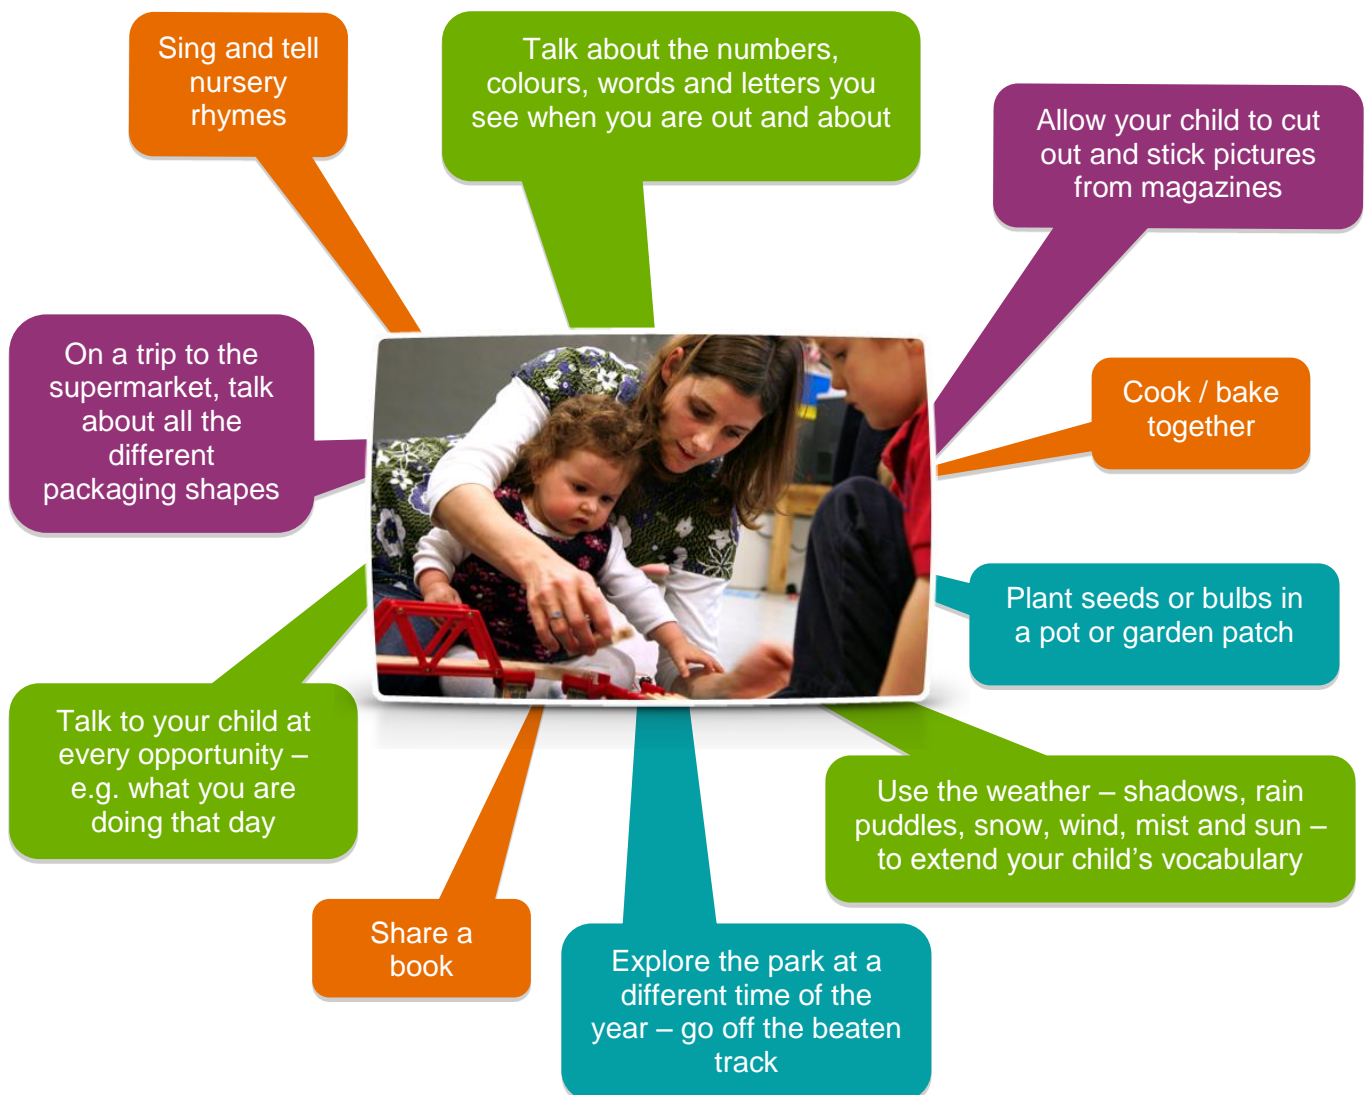 Sing and tell
nursery
rhymes
Talk about the numbers,
colours, words and letters you
see when you are out and about
Allow your child to cut
out and stick pictures
from magazines
On a trip to the
supermarket, talk
about all the
different
packaging shapes
Cook / bake
together
Plant seeds or bulbs in
a pot or garden patch
Talk to your child at
every opportunity –
e.g. what you are
doing that day
Use the weather – shadows, rain
puddles, snow, wind, mist and sun –
to extend your child’s vocabulary
Share a
book
Explore the park at a
different time of the
year – go off the beaten
track